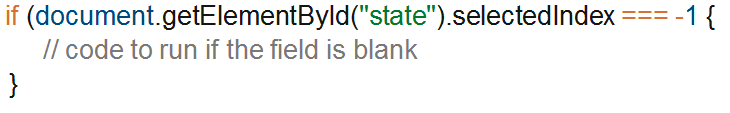 if (document.getElementById("state").selectedIndex === -1 {
// code to run if the field is blank
}